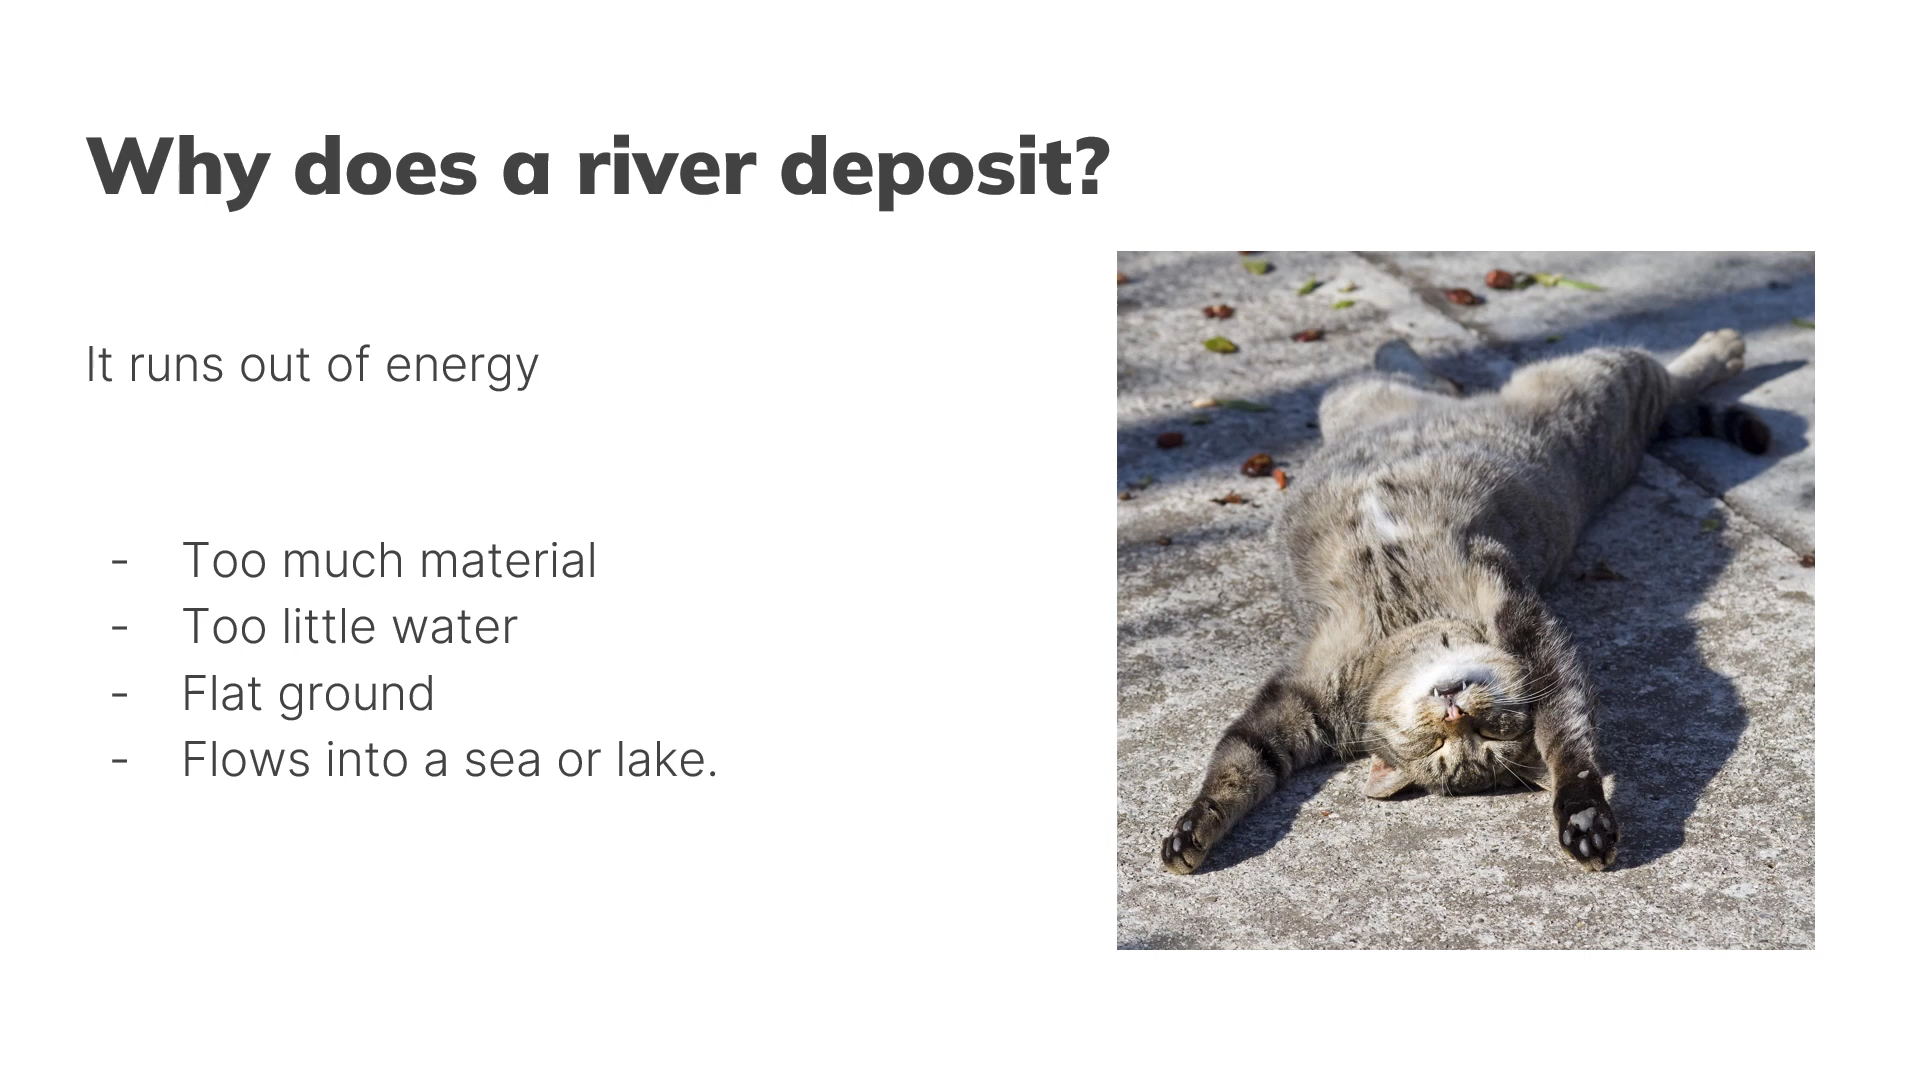 Why does a river deposit?
It runs out of energy
- Too much material
- Too little water
- Flat ground
- Flows into a sea or lake.